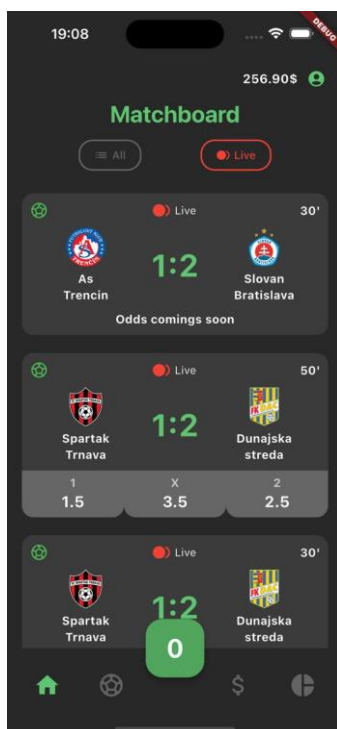 19:08
DEBUG
256.90$
Matchboard
All
Live
Live
30'
1:2
As
Trencin
Slovan
Bratislava
Odds comings soon
Live
50'
1:2
Spartak
Trnava
Dunajska
streda
1
X
2
1.5
3.5
2.5
Live
30'
1:2
Spartak
Trnava
Dunajska
streda
0